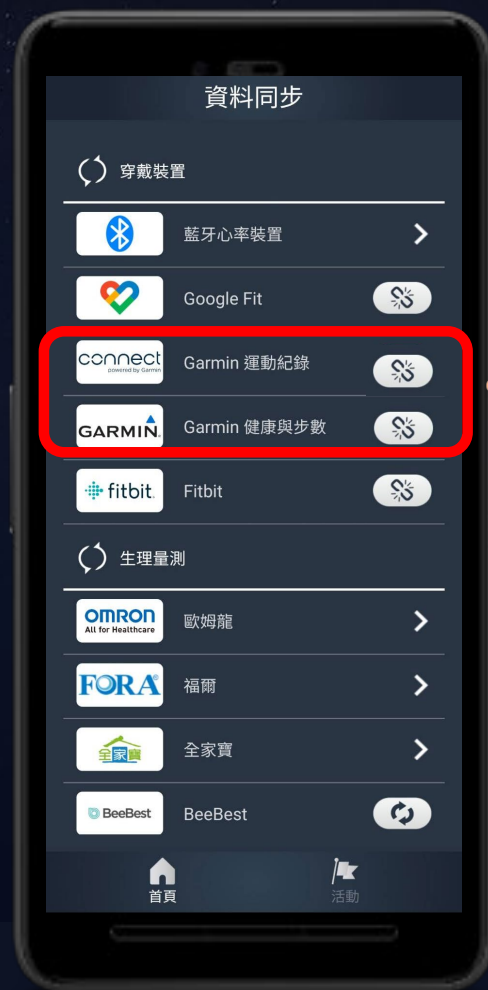 資料同步
穿戴裝置
藍牙心率裝置
Google Fit
connect
powered by Garmin
Garmin 運動紀錄
GARMIN.
Garmin 健康與步數
fitbit.
Fitbit
生理量測
OMRON
All for Healthcare
歐姆龍
FORA
福爾
全家寶
全家寶
BeeBest
BeeBest
首頁
活動